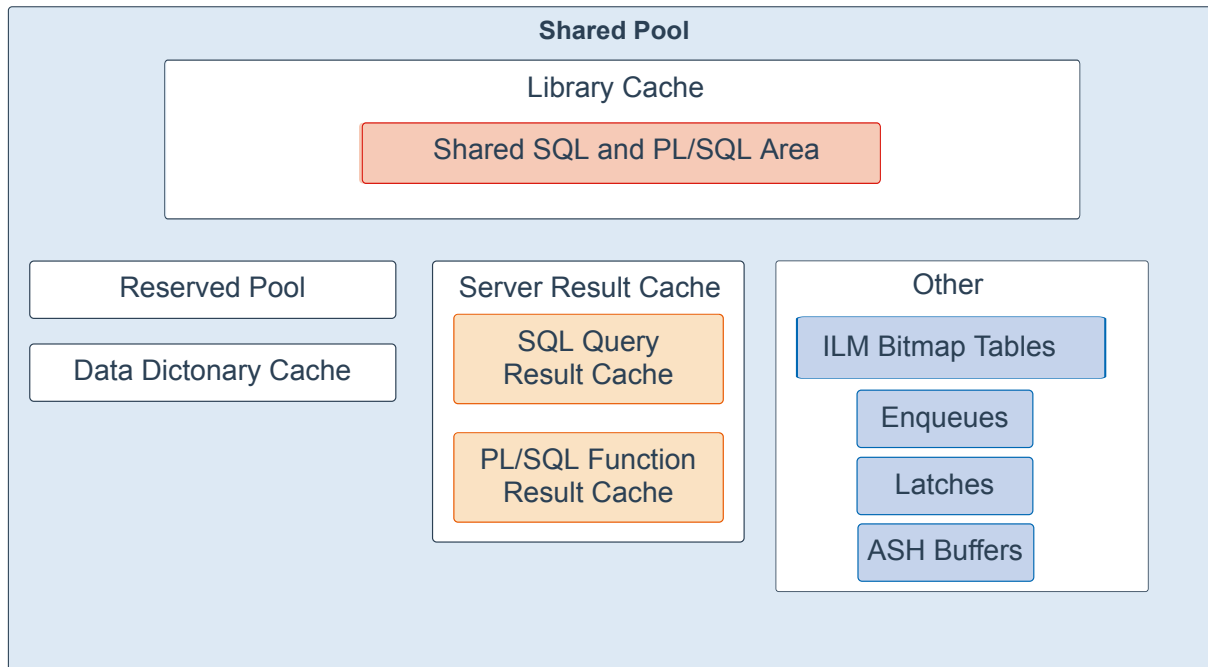 Shared Pool
Library Cache
Shared SQL and PL/SQL Area
Reserved Pool
Data Dictonary Cache
Server Result Cache
SQL Query
Result Cache
PL/SQL Function
Result Cache
Other
ILM Bitmap Tables
Enqueues
Latches
ASH Buffers